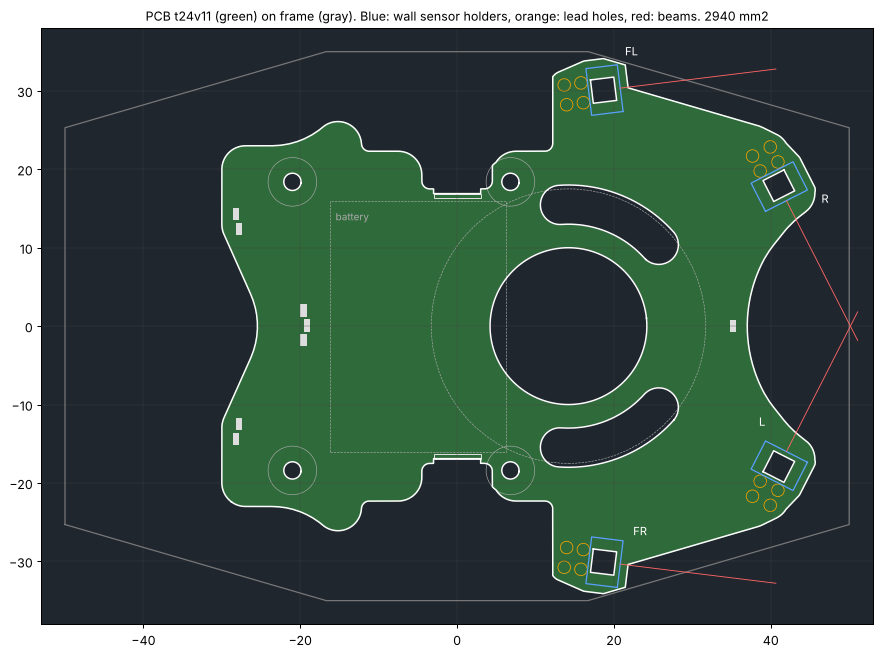 PCB t24v11 (green) on frame (gray). Blue: wall sensor holders, orange: lead holes, red: beams. 2940 mm2
FL
30
20
R
battery
10
0
−10
L
−20
FR
−30
−40
−20
0
20
40